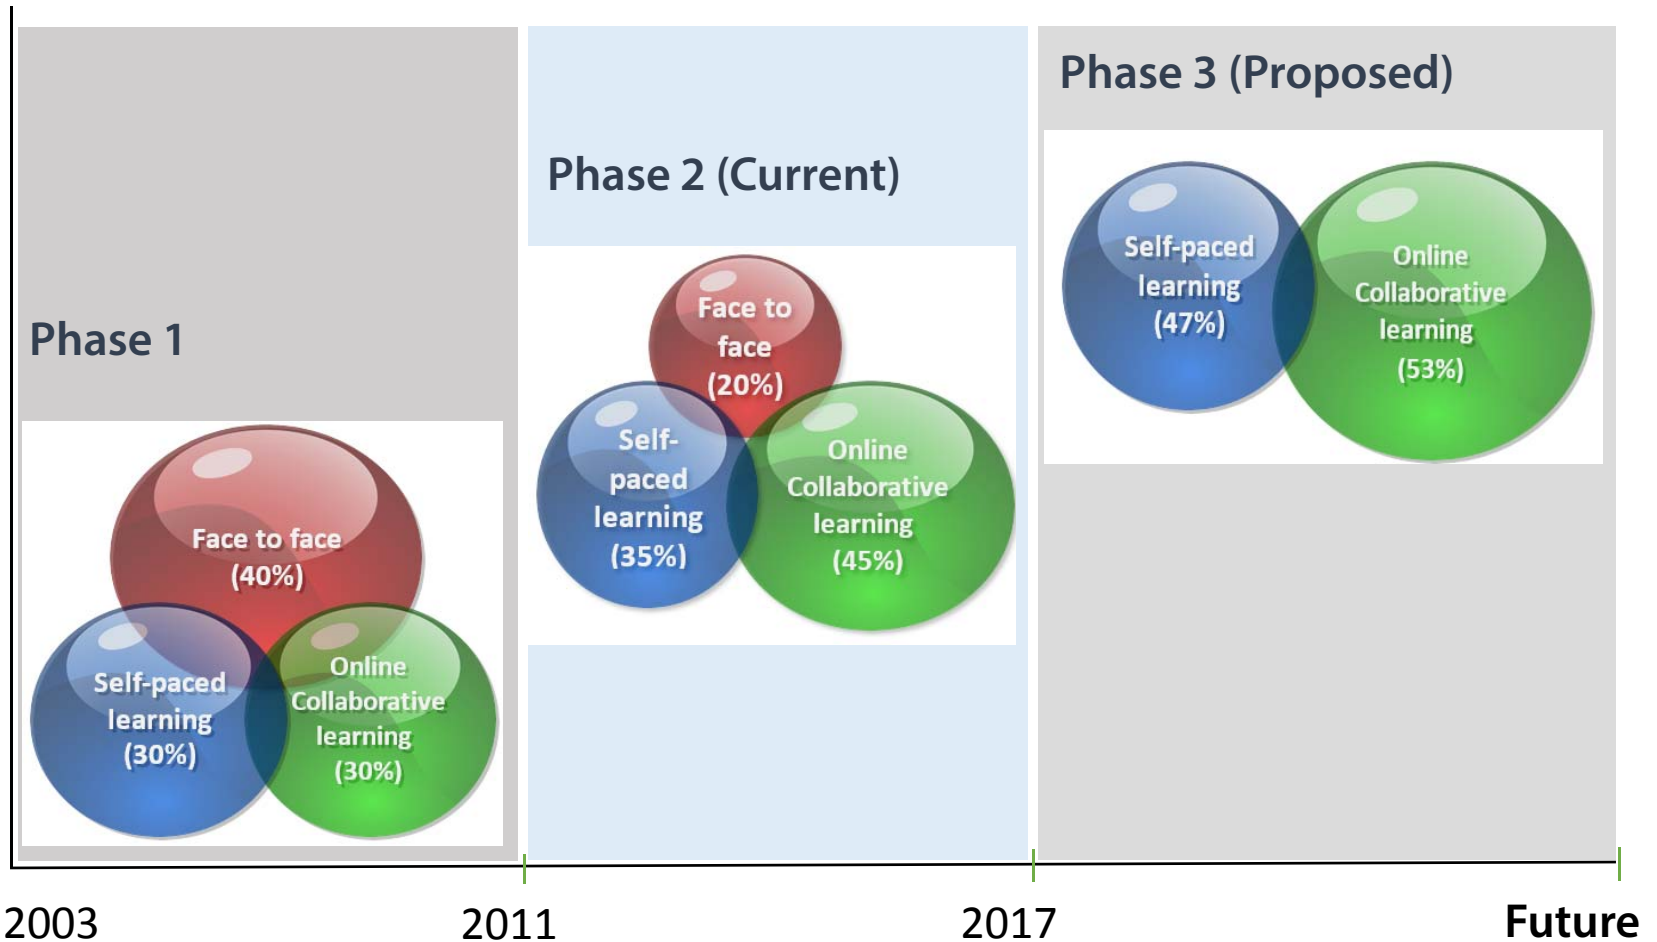 Phase 1
Face to face
(40%)
Self-paced
learning
(30%)
Online
Collaborative
learning
(30%)
Phase 2 (Current)
Face to
face
(20%)
Self-
paced
learning
(35%)
Online
Collaborative
learning
(45%)
Phase 3 (Proposed)
Self-paced
learning
(47%)
Online
Collaborative
learning
(53%)
2003
2011
2017
Future